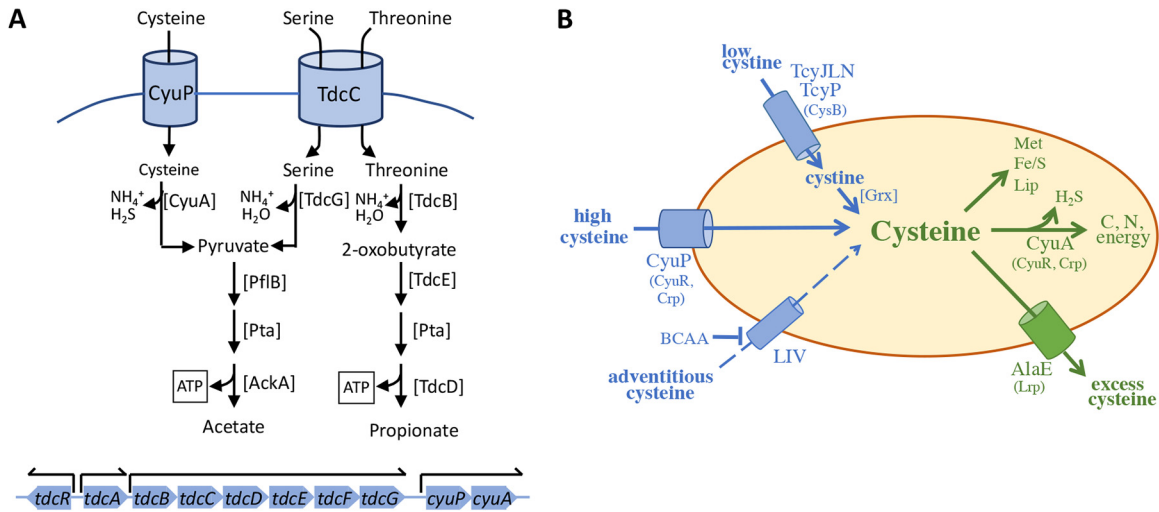 A
Cysteine
Serine
Threonine
CyuP
TdcC
Cysteine
Serine
Threonine
NH₄⁺
H₂S
[CyuA]
NH₄⁺
H₂O
[TdcG]
NH₄⁺
H₂O
[TdcB]
Pyruvate
2-oxobutyrate
[PflB]
[TdcE]
[Pta]
[Pta]
ATP
[AckA]
ATP
[TdcD]
Acetate
Propionate
tdcR
tdcA
tdcB
tdcC
tdcD
tdcE
tdcF
tdcG
cyuP
cyuA
B
low
cystine
TcyJLN
TcyP
(CysB)
cystine
[Grx]
high
cysteine
CyuP
(CyuR,
Crp)
BCAA
LIV
adventitious
cysteine
Cysteine
Met
Fe/S
Lip
H₂S
C, N,
energy
CyuA
(CyuR, Crp)
AlaE
(Lrp)
excess
cysteine